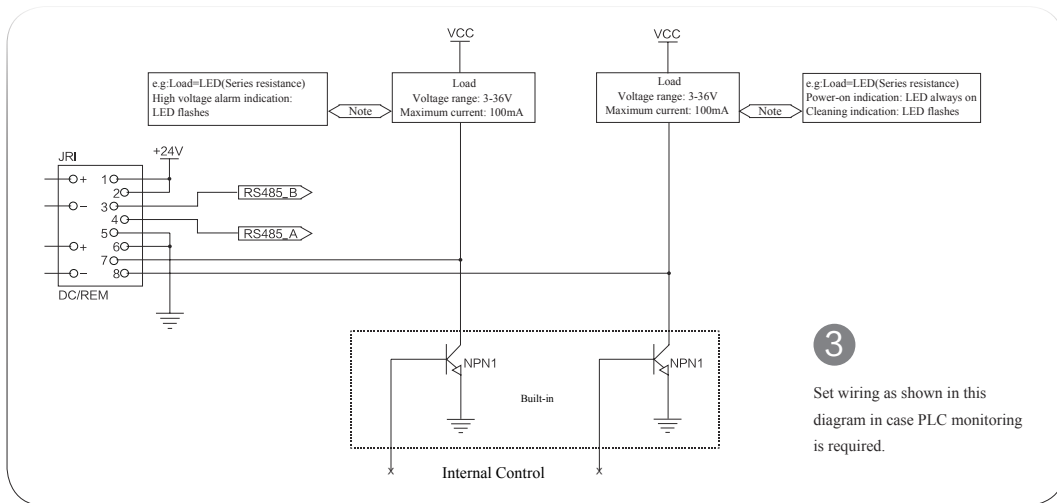 VCC
VCC
e.g:Load=LED(Series resistance)
High voltage alarm indication:
LED flashes
Note
Load
Voltage range: 3-36V
Maximum current: 100mA
Load
Voltage range: 3-36V
Maximum current: 100mA
Note
e.g:Load=LED(Series resistance)
Power-on indication: LED always on
Cleaning indication: LED flashes
JRI
+24V
+ 1
2
- 3
4
5
+ 6
7
- 8
DC/REM
RS485_B
RS485_A
NPN1
NPN1
Built-in
Internal Control
3
Set wiring as shown in this
diagram in case PLC monitoring
is required.